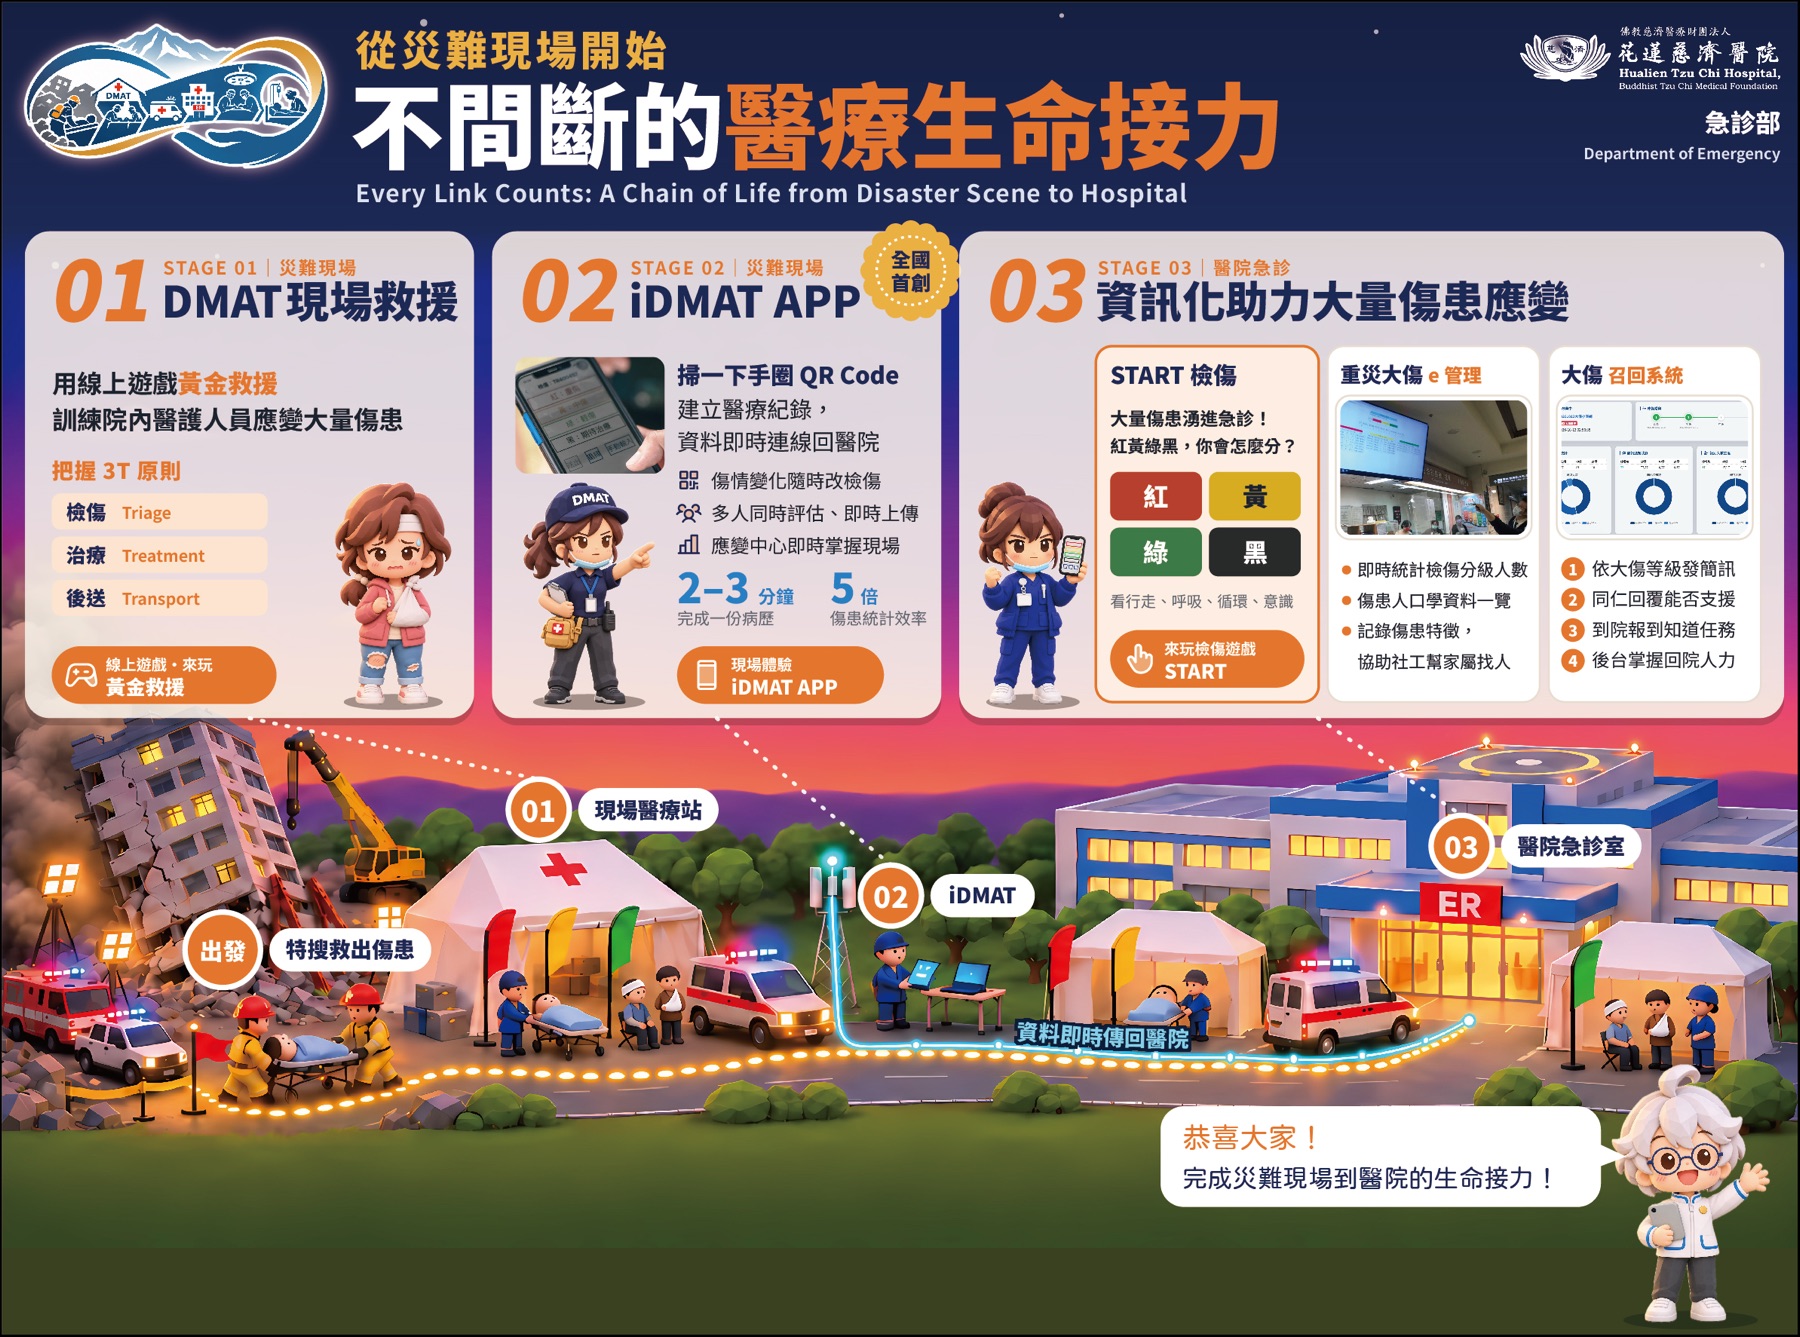 DMAT
從災難現場開始
不間斷的醫療生命接力
Every Link Counts: A Chain of Life from Disaster Scene to Hospital
佛教慈濟醫療財團法人
花蓮慈濟醫院
Hualien Tzu Chi Hospital,
Buddhist Tzu Chi Medical Foundation
急診部
Department of Emergency
01
STAGE 01｜災難現場
DMAT現場救援
用線上遊戲黃金救援
訓練院內醫護人員應變大量傷患
把握 3T 原則
檢傷 Triage
治療 Treatment
後送 Transport
線上遊戲・來玩
黃金救援
02
STAGE 02｜災難現場
iDMAT APP
全國
首創
掃一下手圈 QR Code
建立醫療紀錄，
資料即時連線回醫院
傷情變化隨時改檢傷
多人同時評估、即時上傳
應變中心即時掌握現場
2–3 分鐘
完成一份病歷
5 倍
傷患統計效率
現場體驗
iDMAT APP
DMAT
03
STAGE 03｜醫院急診
資訊化助力大量傷患應變
START 檢傷
大量傷患湧進急診！
紅黃綠黑，你會怎麼分？
紅
黃
綠
黑
看行走、呼吸、循環、意識
來玩檢傷遊戲
START
重災大傷 e 管理
即時統計檢傷分級人數
傷患人口學資料一覽
記錄傷患特徵，
協助社工幫家屬找人
大傷 召回系統
1 依大傷等級發簡訊
2 同仁回覆能否支援
3 到院報到知道任務
4 後台掌握回院人力
01
現場醫療站
02
iDMAT
03
醫院急診室
ER
出發
特搜救出傷患
資料即時傳回醫院
恭喜大家！
完成災難現場到醫院的生命接力！